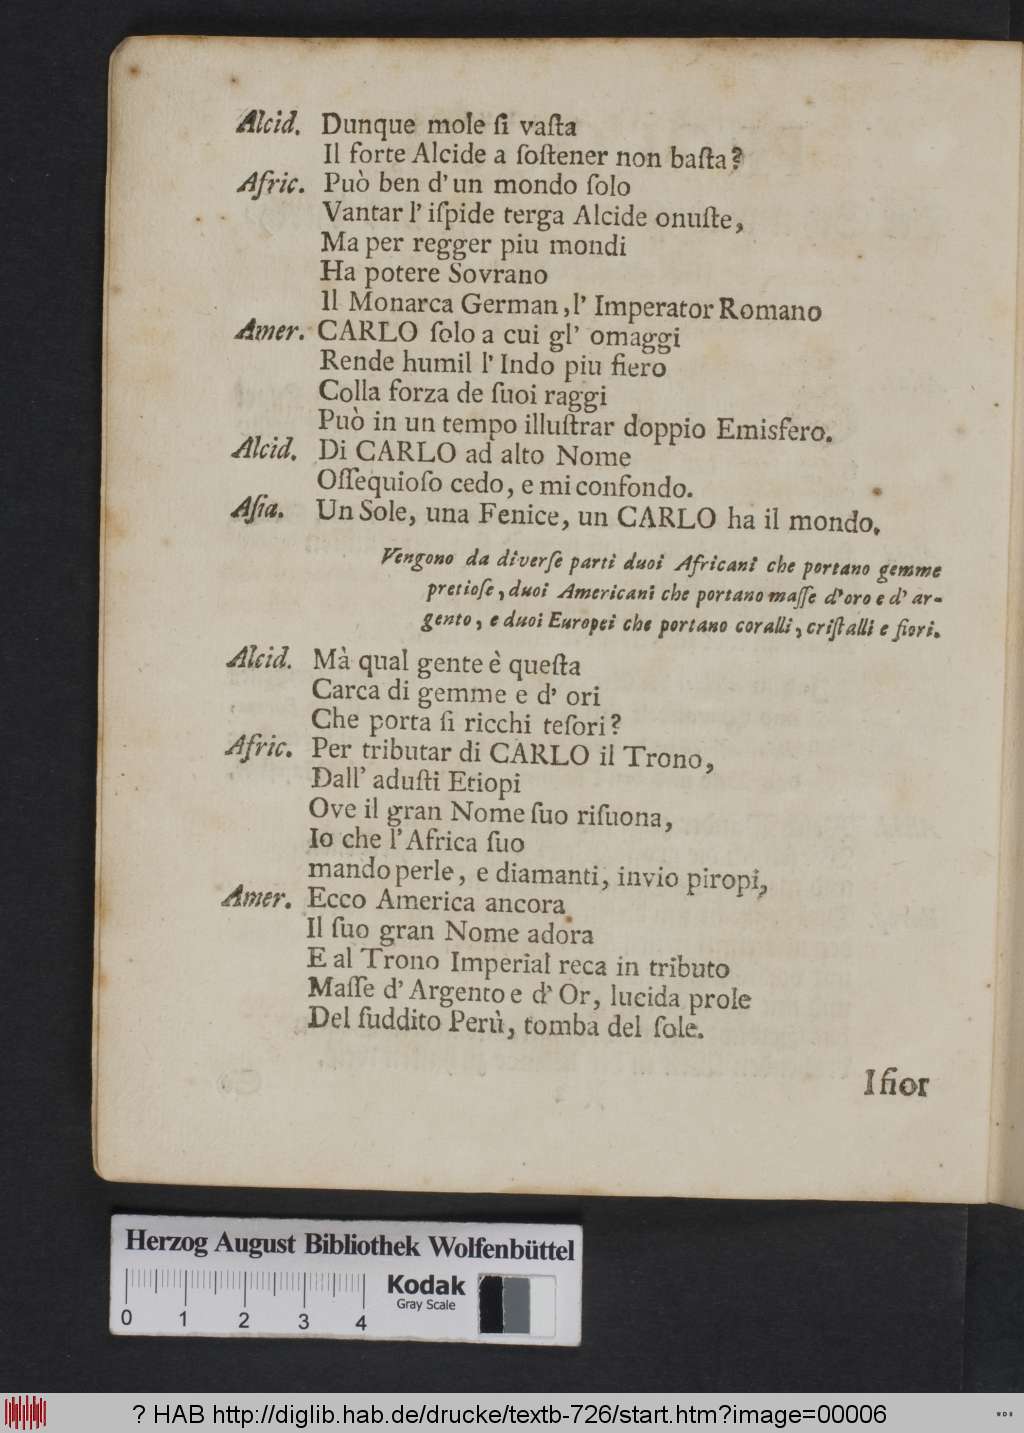 Alcid. Dunque mole ſi vaſta
Il forte Alcide a ſoſtener non baſta?
Afric. Può ben d' un mondo ſolo
Vantar l' iſpide terga Alcide onuſte,
Ma per regger piu mondi
Ha potere Sovrano
Il Monarca German, l' Imperator Romano
Amer. CARLO ſolo a cui gl' omaggi
Rende humil l' Indo piu fiero
Colla forza de ſuoi raggi
Può in un tempo illuſtrar doppio Emisfero.
Alcid. Di CARLO ad alto Nome
Oſſequioſo cedo, e mi confondo.
Aſia. Un Sole, una Fenice, un CARLO ha il mondo.
Vengono da diverſe parti duoi Africani che portano gemme
pretioſe, duoi Americani che portano maſſe d'oro e d' ar-
gento, e duoi Europei che portano coralli, criſtalli e fiori.
Alcid. Mà qual gente è queſta
Carca di gemme e d' ori
Che porta ſi ricchi teſori?
Afric. Per tributar di CARLO il Trono,
Dall' aduſti Etiopi
Ove il gran Nome ſuo riſuona,
Io che l' Africa ſuo
mando perle, e diamanti, invio piropi,
Amer. Ecco America ancora
Il ſuo gran Nome adora
E al Trono Imperial reca in tributo
Maſſe d' Argento e d' Or, lucida prole
Del ſuddito Perù, tomba del ſole.
I fior
Herzog August Bibliothek Wolfenbüttel
Kodak
Gray Scale
0 1 2 3 4
? HAB http://diglib.hab.de/drucke/textb-726/start.htm?image=00006